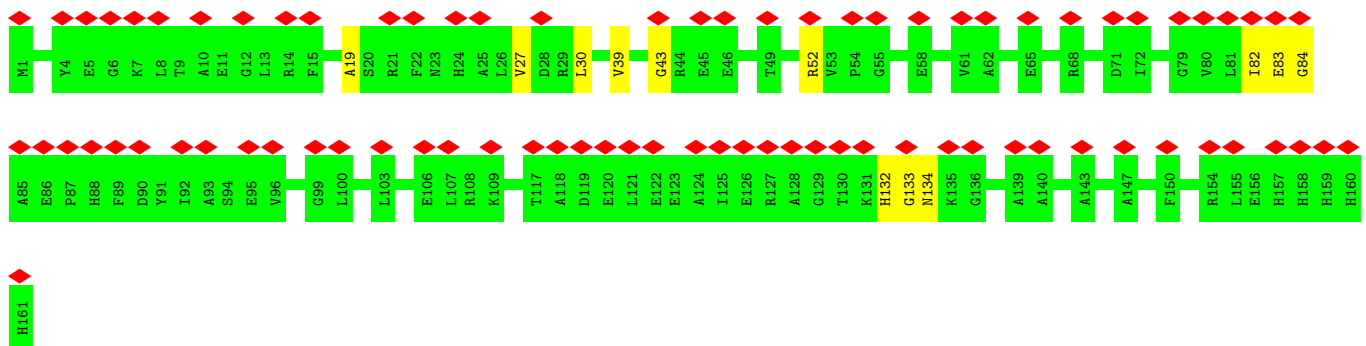 M1 Y4 E5 G6 K7 L8 T9 A10 E11 G12 L13 R14 F15 A19 S20 R21 F22 N23 H24 A25 L26 V27 D28 R29 L30 V39 G43 R44 E45 E46 T49 R52 V53 P54 G55 E58 V61 A62 E65 R68 D71 I72 G79 V80 L81 I82 E83 G84
A85 E86 P87 H88 F89 D90 Y91 I92 A93 S94 E95 V96 G99 L100 L103 E106 L107 R108 K109 T117 A118 D119 E120 L121 E122 E123 A124 I125 E126 R127 A128 G129 T130 K131 H132 G133 N134 K135 G136 A139 A140 A143 A147 F150 R154 L155 E156 H157 H158 H159 H160
H161